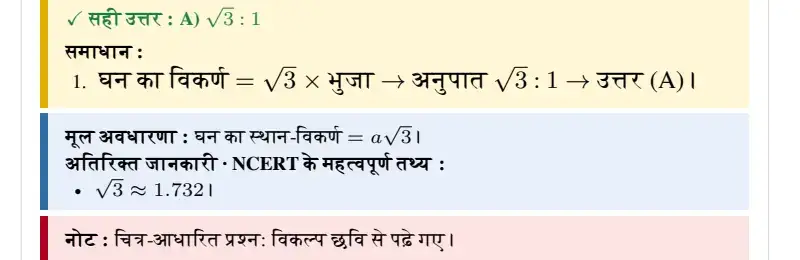 ✓ सही उत्तर : A) √3 : 1
समाधान :
1. घन का विकर्ण = √3 × भुजा → अनुपात √3 : 1 → उत्तर (A)।
मूल अवधारणा : घन का स्थान-विकर्ण = a√3।
अतिरिक्त जानकारी · NCERT के महत्वपूर्ण तथ्य :
• √3 ≈ 1.732।
नोट : चित्र-आधारित प्रश्न: विकल्प छवि से पढ़े गए।